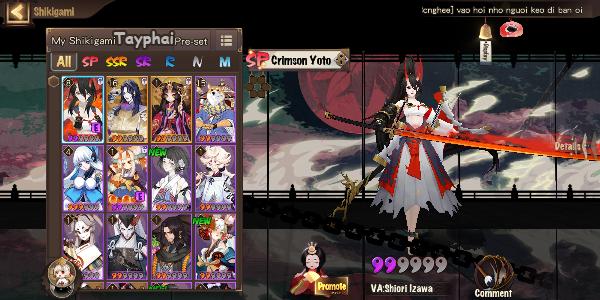 Shikigami
lcnghee] vao hoi nho nguoi keo di ban oi
My Shikigami
Tayphai
Pre-set
All SP SSR SR R N M
SP Crimson Yoto
Details
NEW
NEW
Promote
VA:Shiori Izawa
Comment